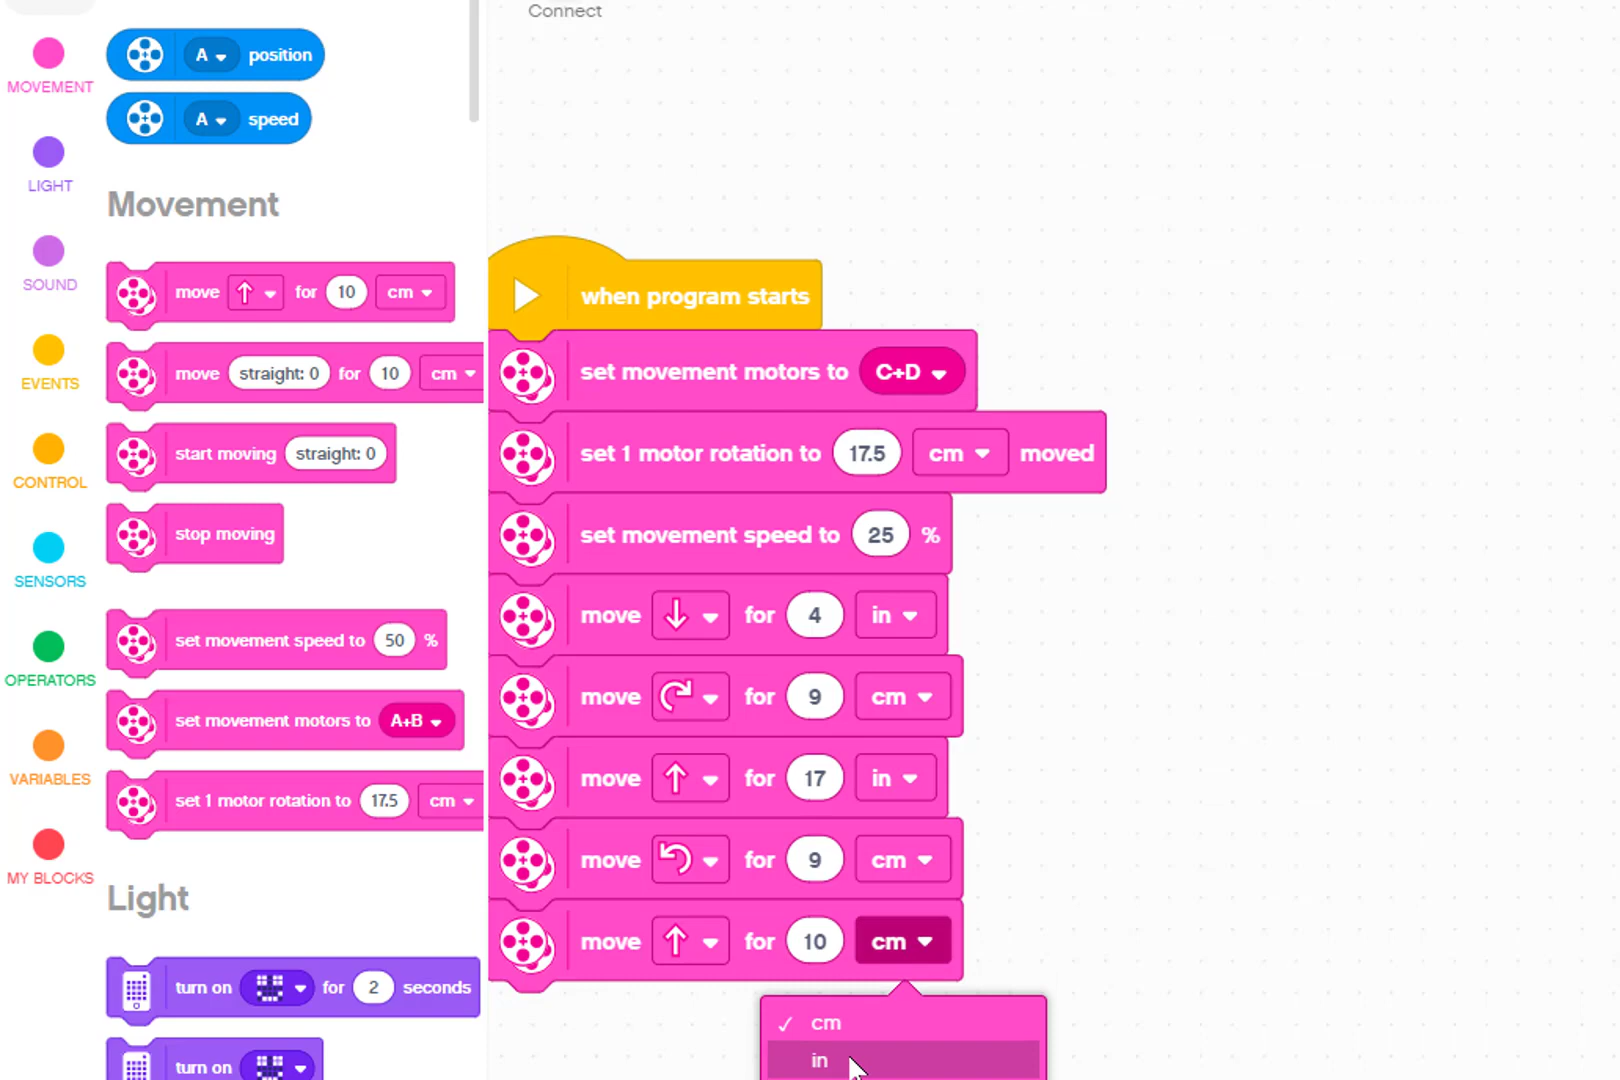 Connect
MOVEMENT
LIGHT
SOUND
EVENTS
CONTROL
SENSORS
OPERATORS
VARIABLES
MY BLOCKS
A position
A speed
Movement
move for 10 cm
move straight: 0 for 10 cm
start moving straight: 0
stop moving
set movement speed to 50 %
set movement motors to A+B
set 1 motor rotation to 17.5 cm
Light
turn on for 2 seconds
turn on
when program starts
set movement motors to C+D
set 1 motor rotation to 17.5 cm moved
set movement speed to 25 %
move for 4 in
move for 9 cm
move for 17 in
move for 9 cm
move for 10 cm
cm
in